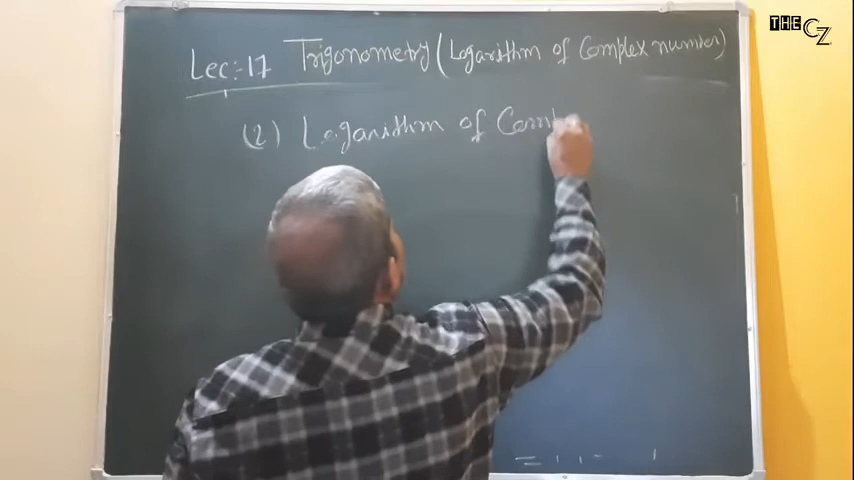 THE CZ
Lec:-17 Trigonometry (Logarithm of Complex number)
(2) Logarithm of Comp